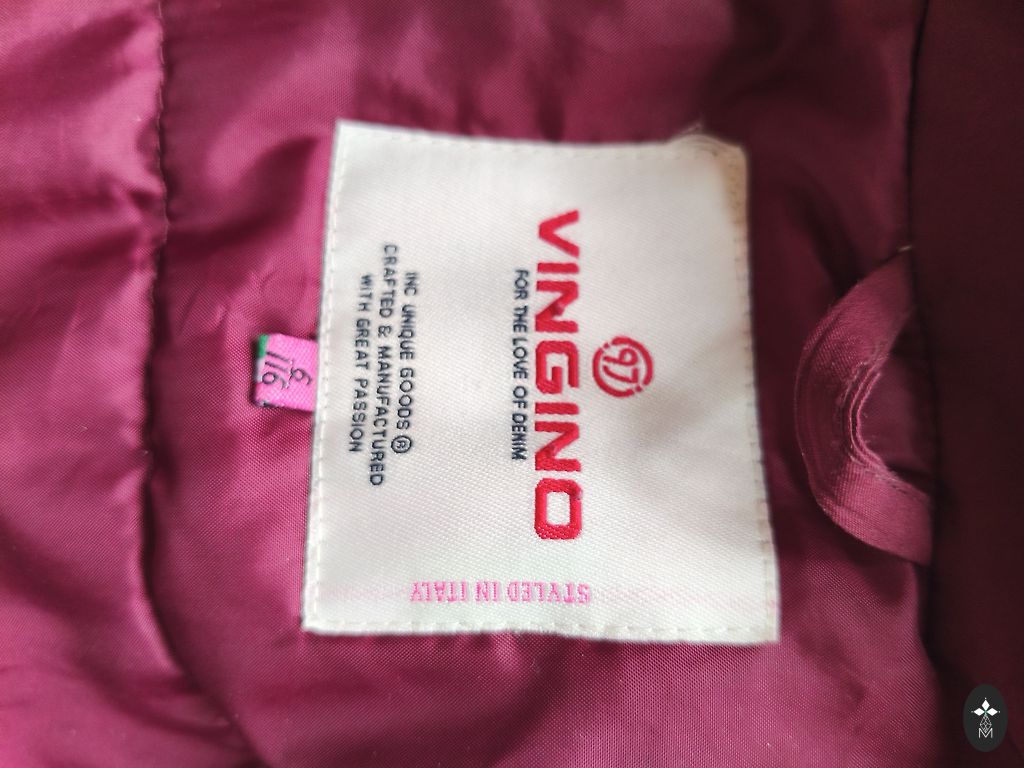 97
VINGINO
FOR THE LOVE OF DENIM
INC UNIQUE GOODS ®
CRAFTED & MANUFACTURED
WITH GREAT PASSION
STYLED IN ITALY
6
116
M